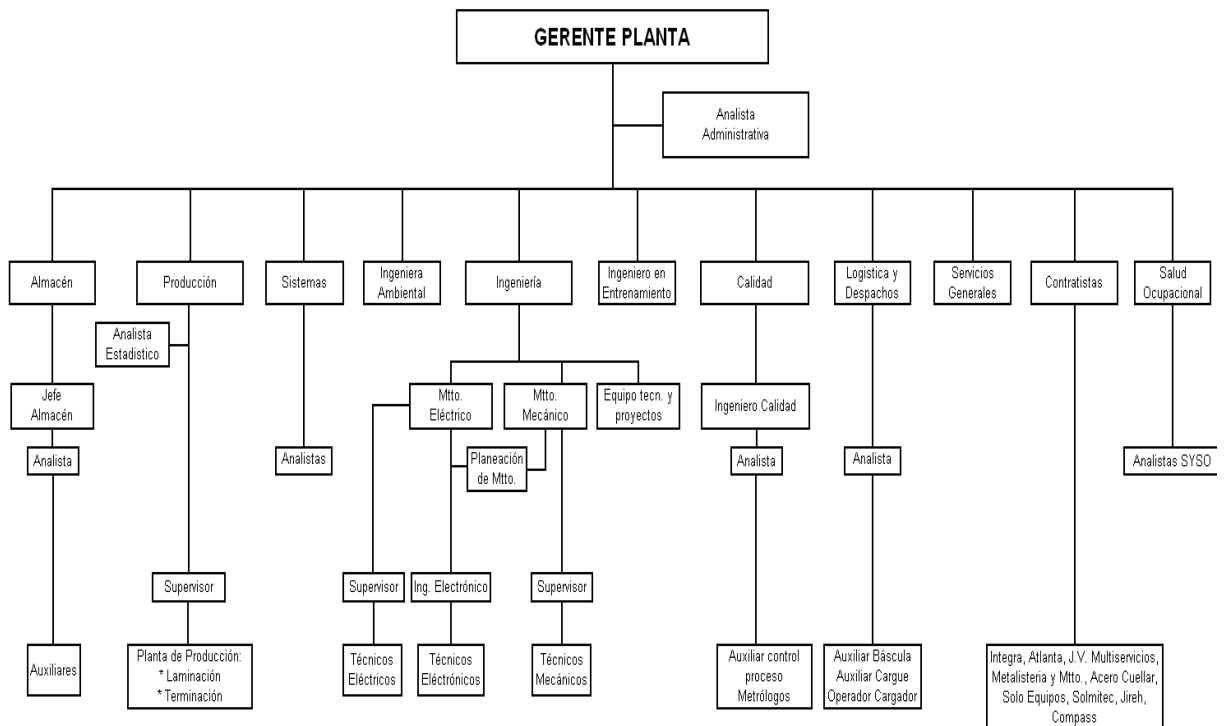 GERENTE PLANTA
Analista
Administrativa
Almacén
Producción
Sistemas
Ingeniera
Ambiental
Ingeniería
Ingeniero en
Entrenamiento
Calidad
Logistica y
Despachos
Servicios
Generales
Contratistas
Salud
Ocupacional
Analista
Estadistico
Jefe
Almacén
Mtto.
Eléctrico
Mtto.
Mecánico
Equipo tecn. y
proyectos
Ingeniero Calidad
Analista
Analistas
Planeación
de Mtto.
Analista
Analista
Analistas SYSO
Supervisor
Supervisor
Ing. Electrónico
Supervisor
Auxiliares
Planta de Producción:
* Laminación
* Terminación
Técnicos
Eléctricos
Técnicos
Eléctrónicos
Técnicos
Mecánicos
Auxiliar control
proceso
Metrólogos
Auxiliar Báscula
Auxiliar Cargue
Operador Cargador
Integra, Atlanta, J.V. Multiservicios,
Metalisteria y Mtto., Acero Cuellar,
Solo Equipos, Solmitec, Jireh,
Compass